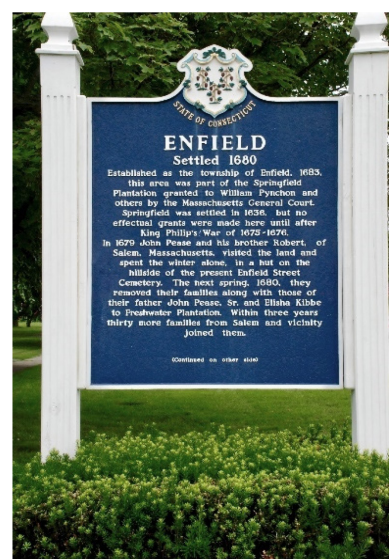 STATE OF CONNECTICUT
ENFIELD
Settled 1680
Established as the township of Enfield, 1683,
this area was part of the Springfield
Plantation granted to William Pynchon and
others by the Massachusetts General Court.
Springfield was settled in 1636, but no
effectual grants were made here until after
King Philip's War of 1675-1676.
In 1679 John Pease and his brother Robert, of
Salem, Massachusetts, visited the land and
spent the winter alone, in a hut on the
hillside of the present Enfield Street
Cemetery. The next spring, 1680, they
removed their families along with those of
their father John Pease, Sr. and Elisha Kibbe
to Freshwater Plantation. Within three years
thirty more families from Salem and vicinity
joined them.
(Continued on other side)